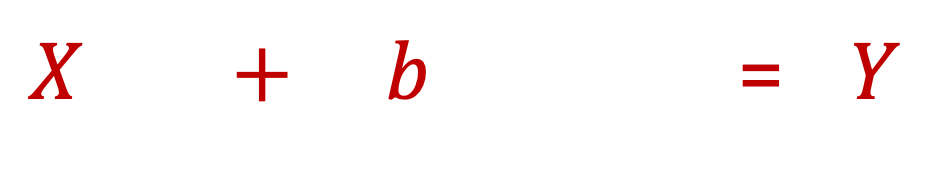 X + b = Y